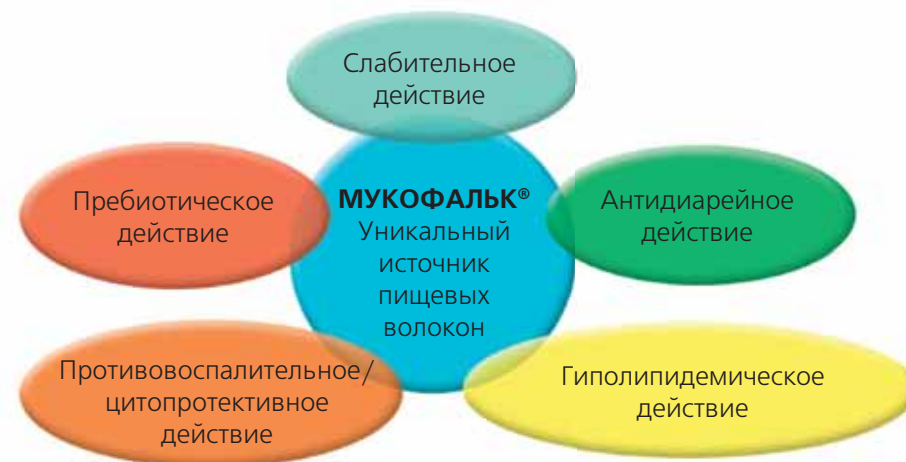 Слабительное
действие
Пребиотическое
действие
МУКОФАЛЬК®
Уникальный
источник
пищевых
волокон
Антидиарейное
действие
Противовоспалительное/
цитопротективное
действие
Гиполипидемическое
действие